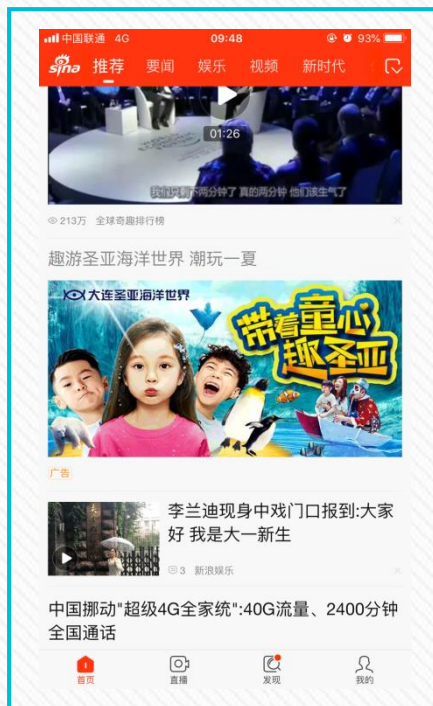 中国联通 4G 09:48 93%
sina 推荐 要闻 娱乐 视频 新时代
01:26
我们只剩下两分钟了 真的两分钟 他们该生气了
213万 全球奇趣排行榜
趣游圣亚海洋世界 潮玩一夏
大连圣亚海洋世界
带着童心
趣圣亚
广告
李兰迪现身中戏门口报到:大家
好 我是大一新生
3 新浪娱乐
中国挪动"超级4G全家统":40G流量、2400分钟
全国通话
首页 直播 发现 我的